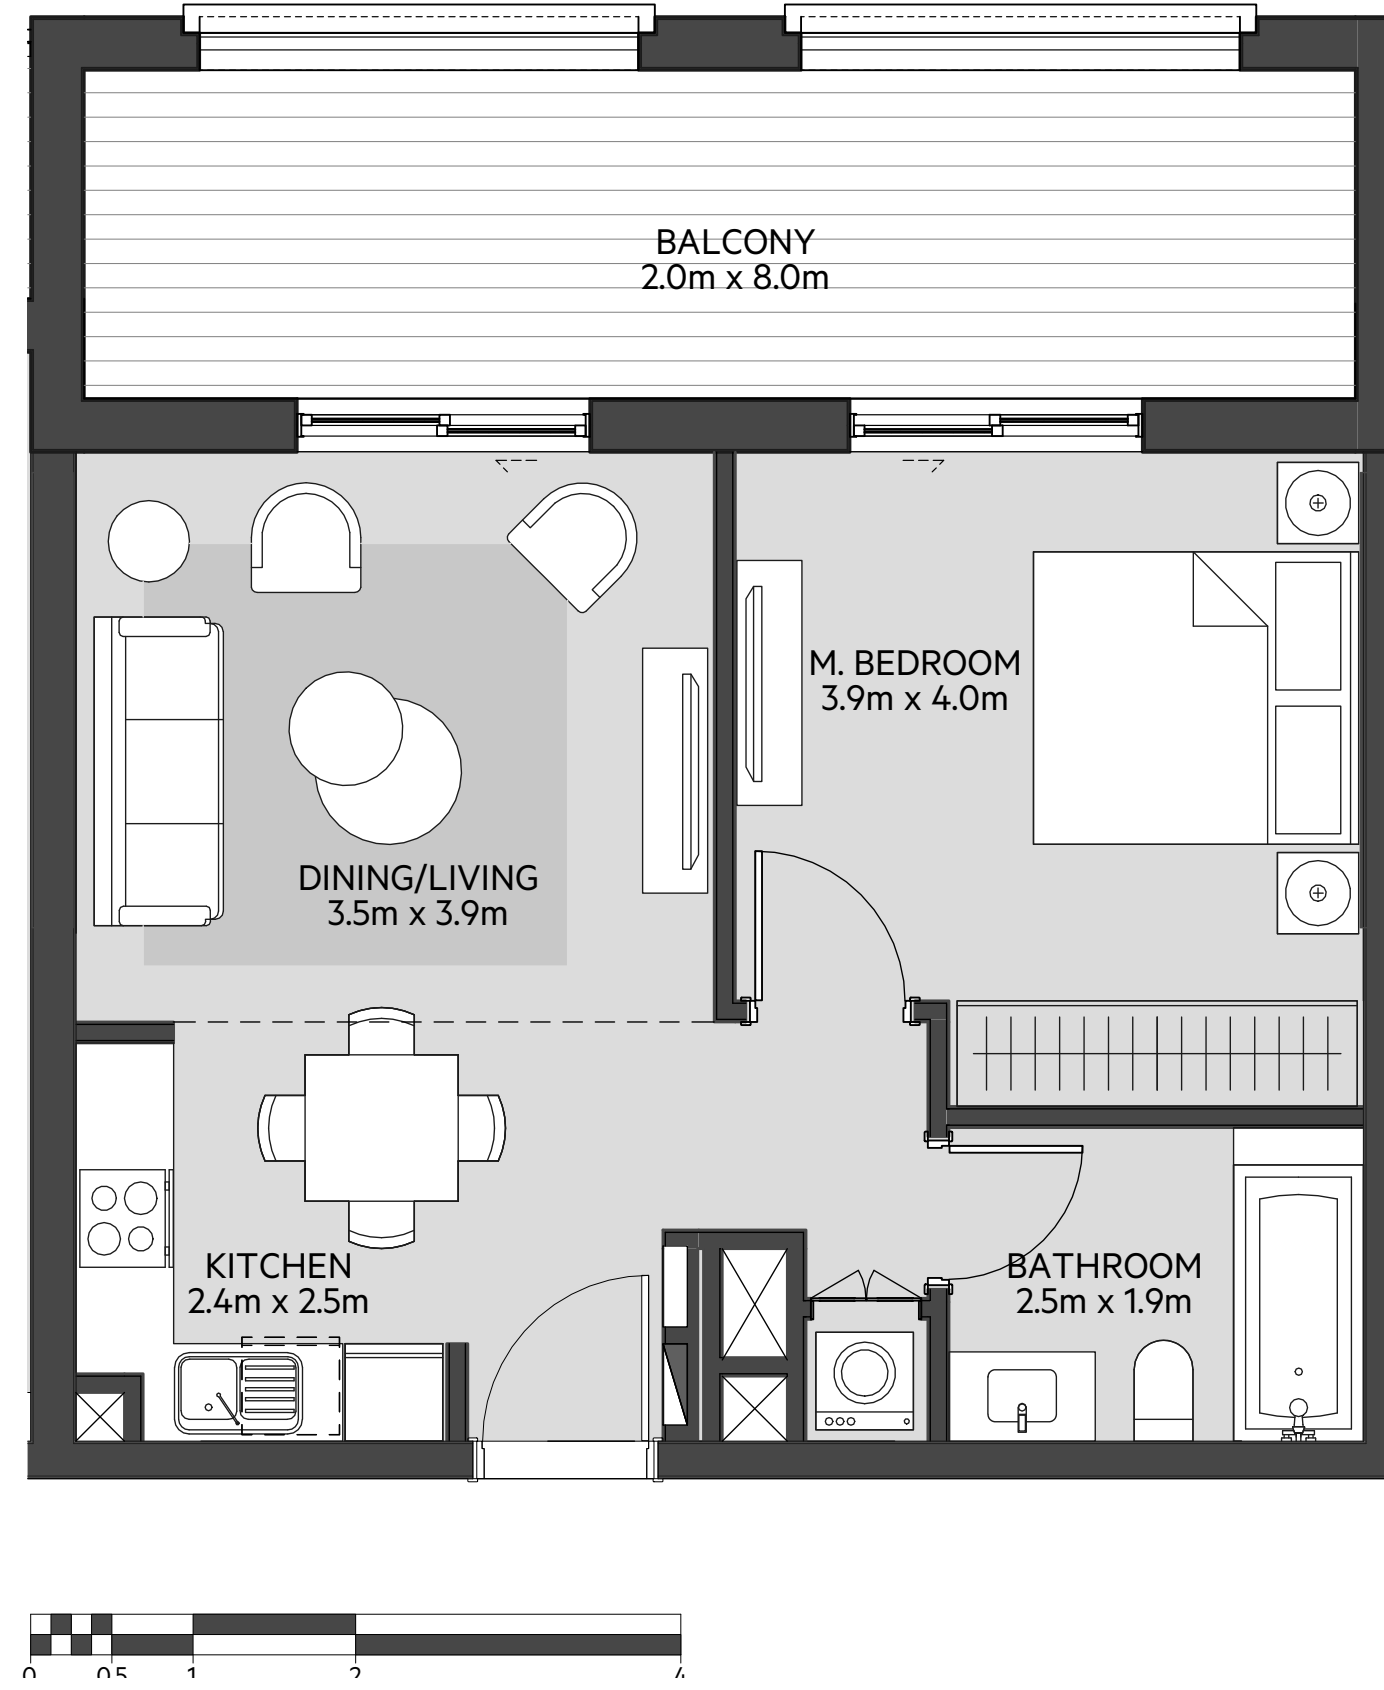 BALCONY
2.0m x 8.0m
M. BEDROOM
3.9m x 4.0m
DINING/LIVING
3.5m x 3.9m
KITCHEN
2.4m x 2.5m
BATHROOM
2.5m x 1.9m
0 0.5 1 2 4